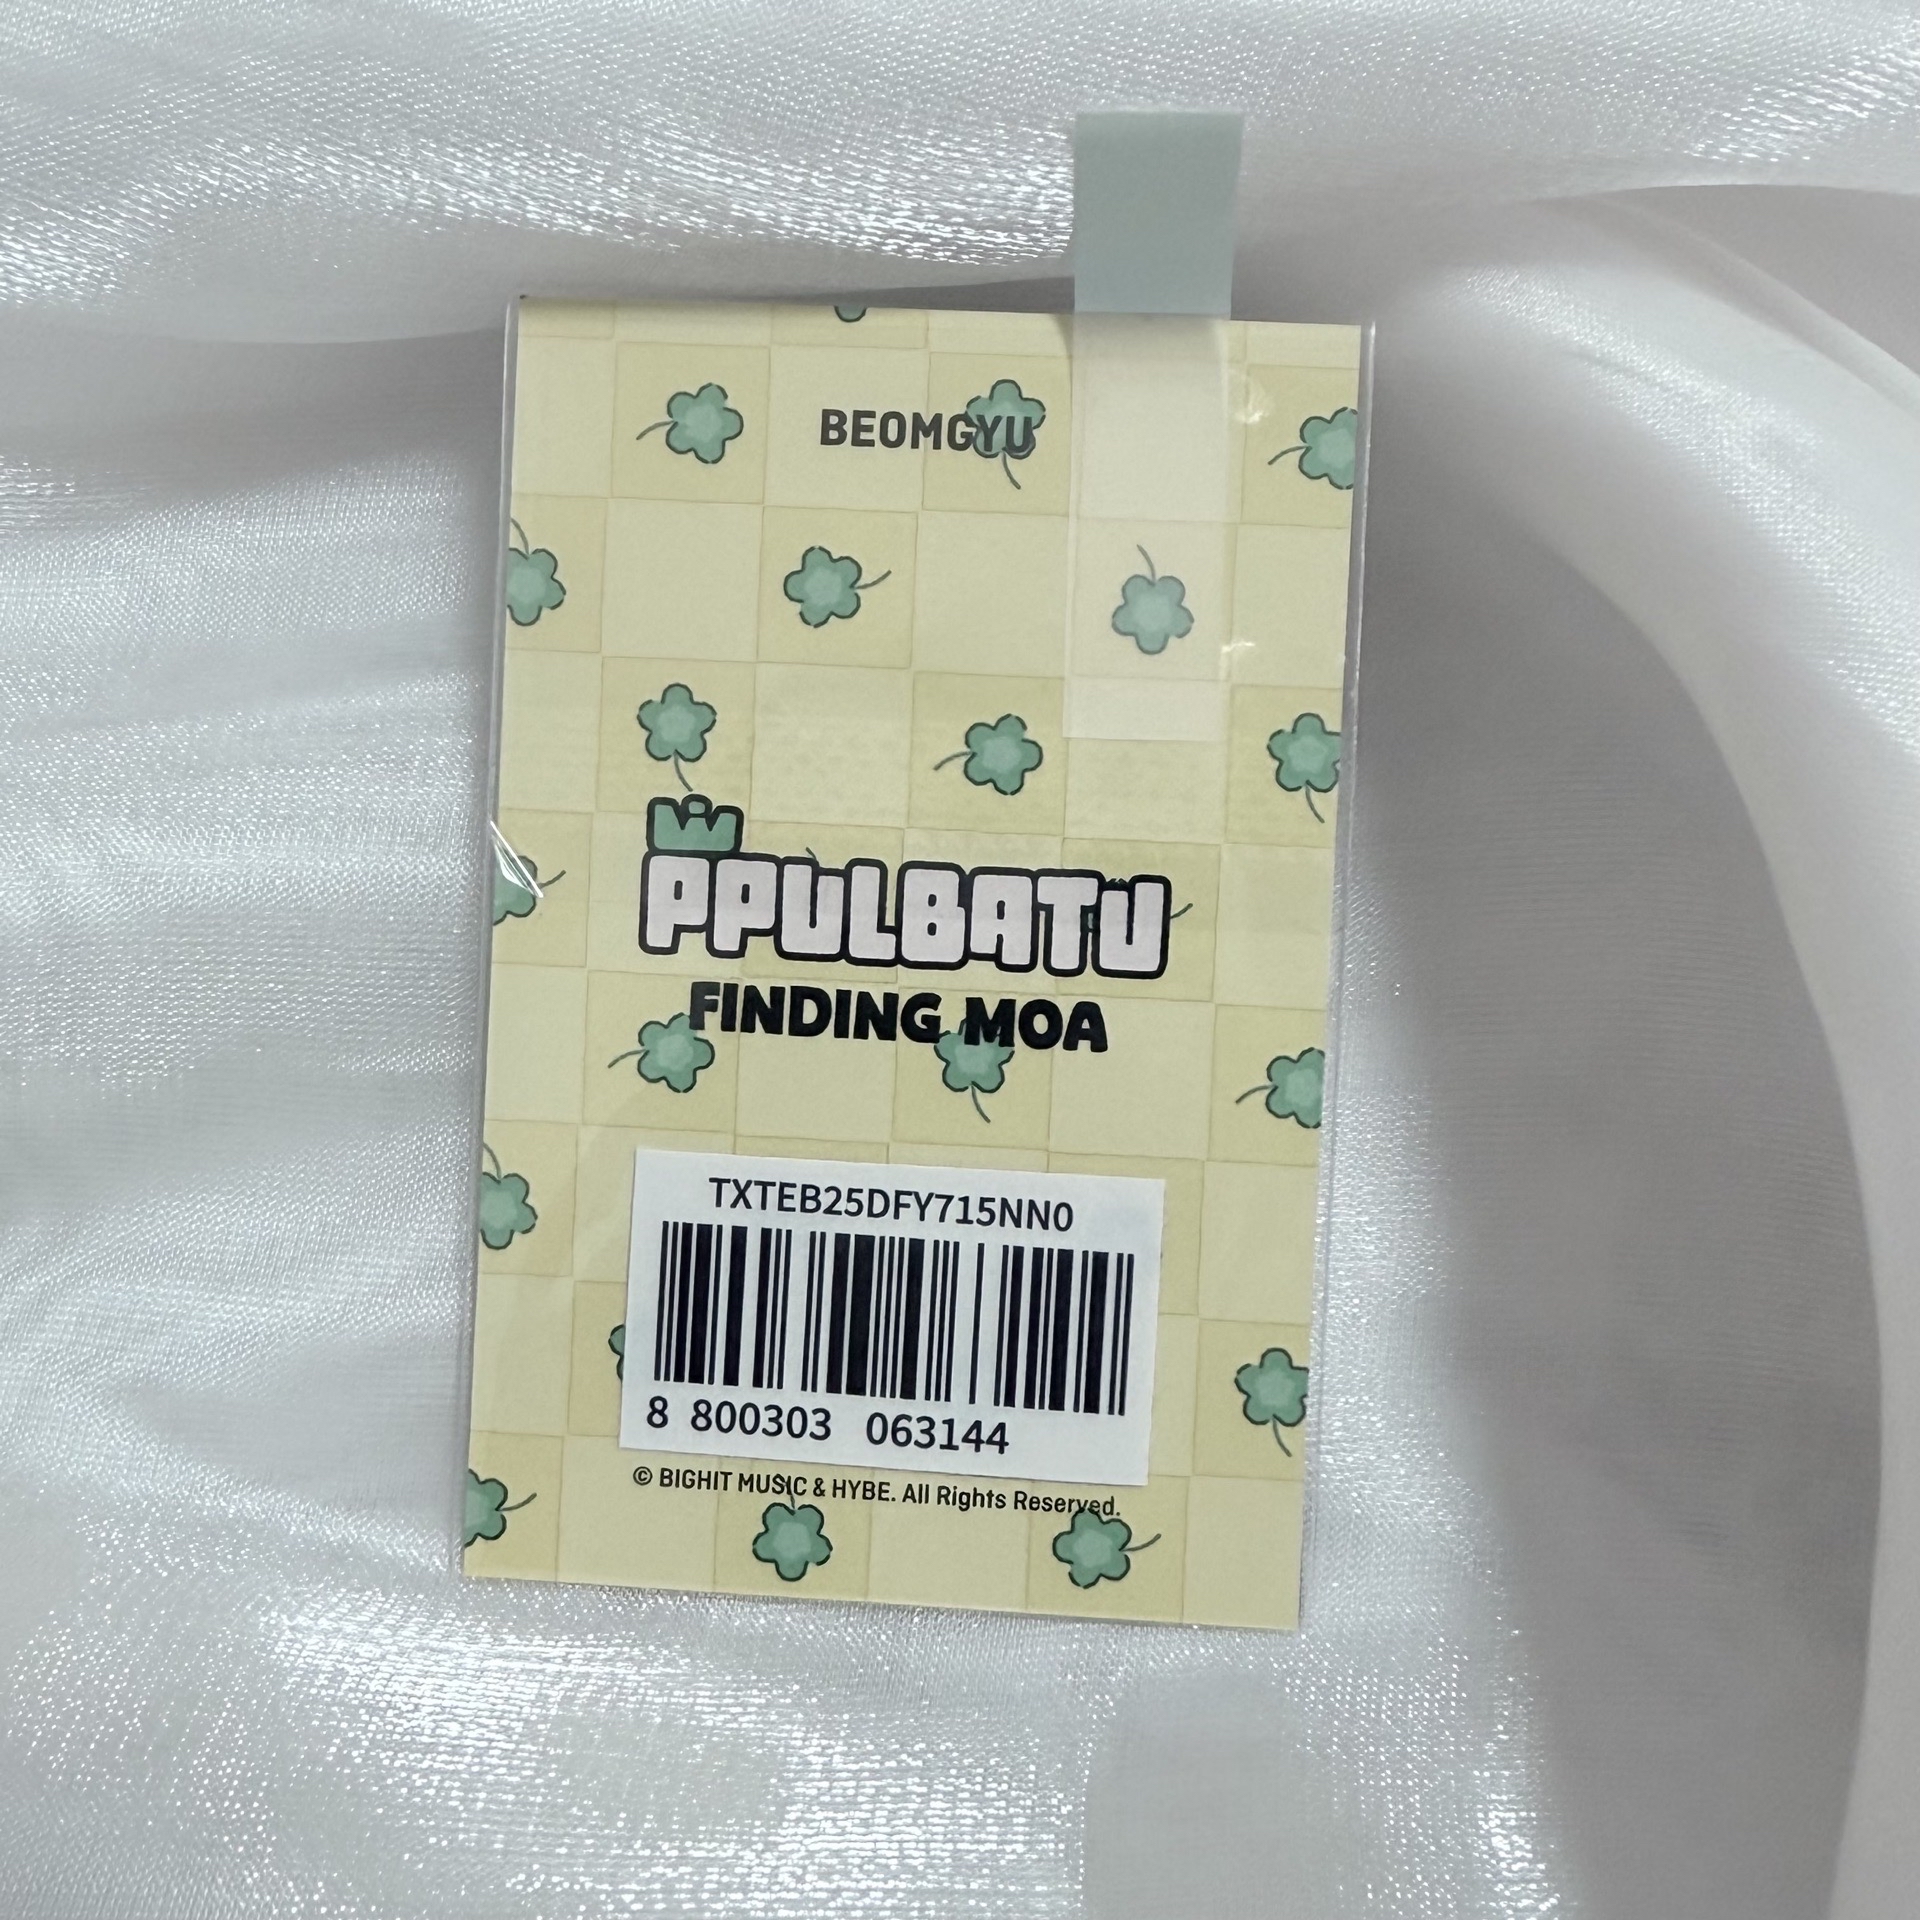 BEOMGYU
PPULBATU
FINDING MOA
TXTEB25DFY715NN0
8 800303 063144
© BIGHIT MUSIC & HYBE. All Rights Reserved.